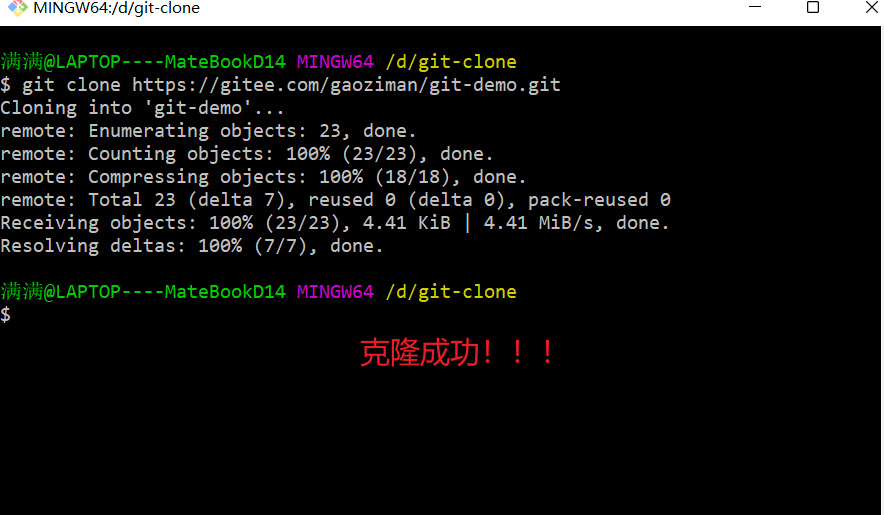 MINGW64:/d/git-clone
满满@LAPTOP----MateBookD14 MINGW64 /d/git-clone
$ git clone https://gitee.com/gaoziman/git-demo.git
Cloning into 'git-demo'...
remote: Enumerating objects: 23, done.
remote: Counting objects: 100% (23/23), done.
remote: Compressing objects: 100% (18/18), done.
remote: Total 23 (delta 7), reused 0 (delta 0), pack-reused 0
Receiving objects: 100% (23/23), 4.41 KiB | 4.41 MiB/s, done.
Resolving deltas: 100% (7/7), done.
满满@LAPTOP----MateBookD14 MINGW64 /d/git-clone
$
克隆成功！！！